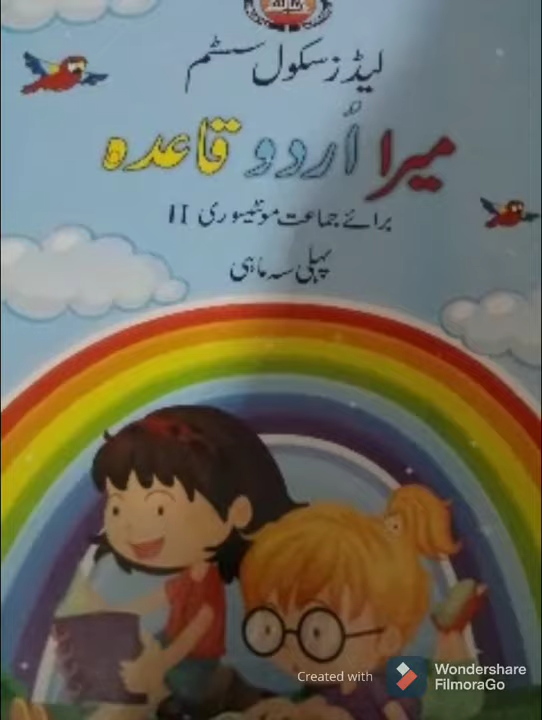 لیڈز سکول سسٹم
میرا اُردو قاعدہ
برائے جماعت مونٹیسوری II
پہلی سہ ماہی
Created with
Wondershare
FilmoraGo